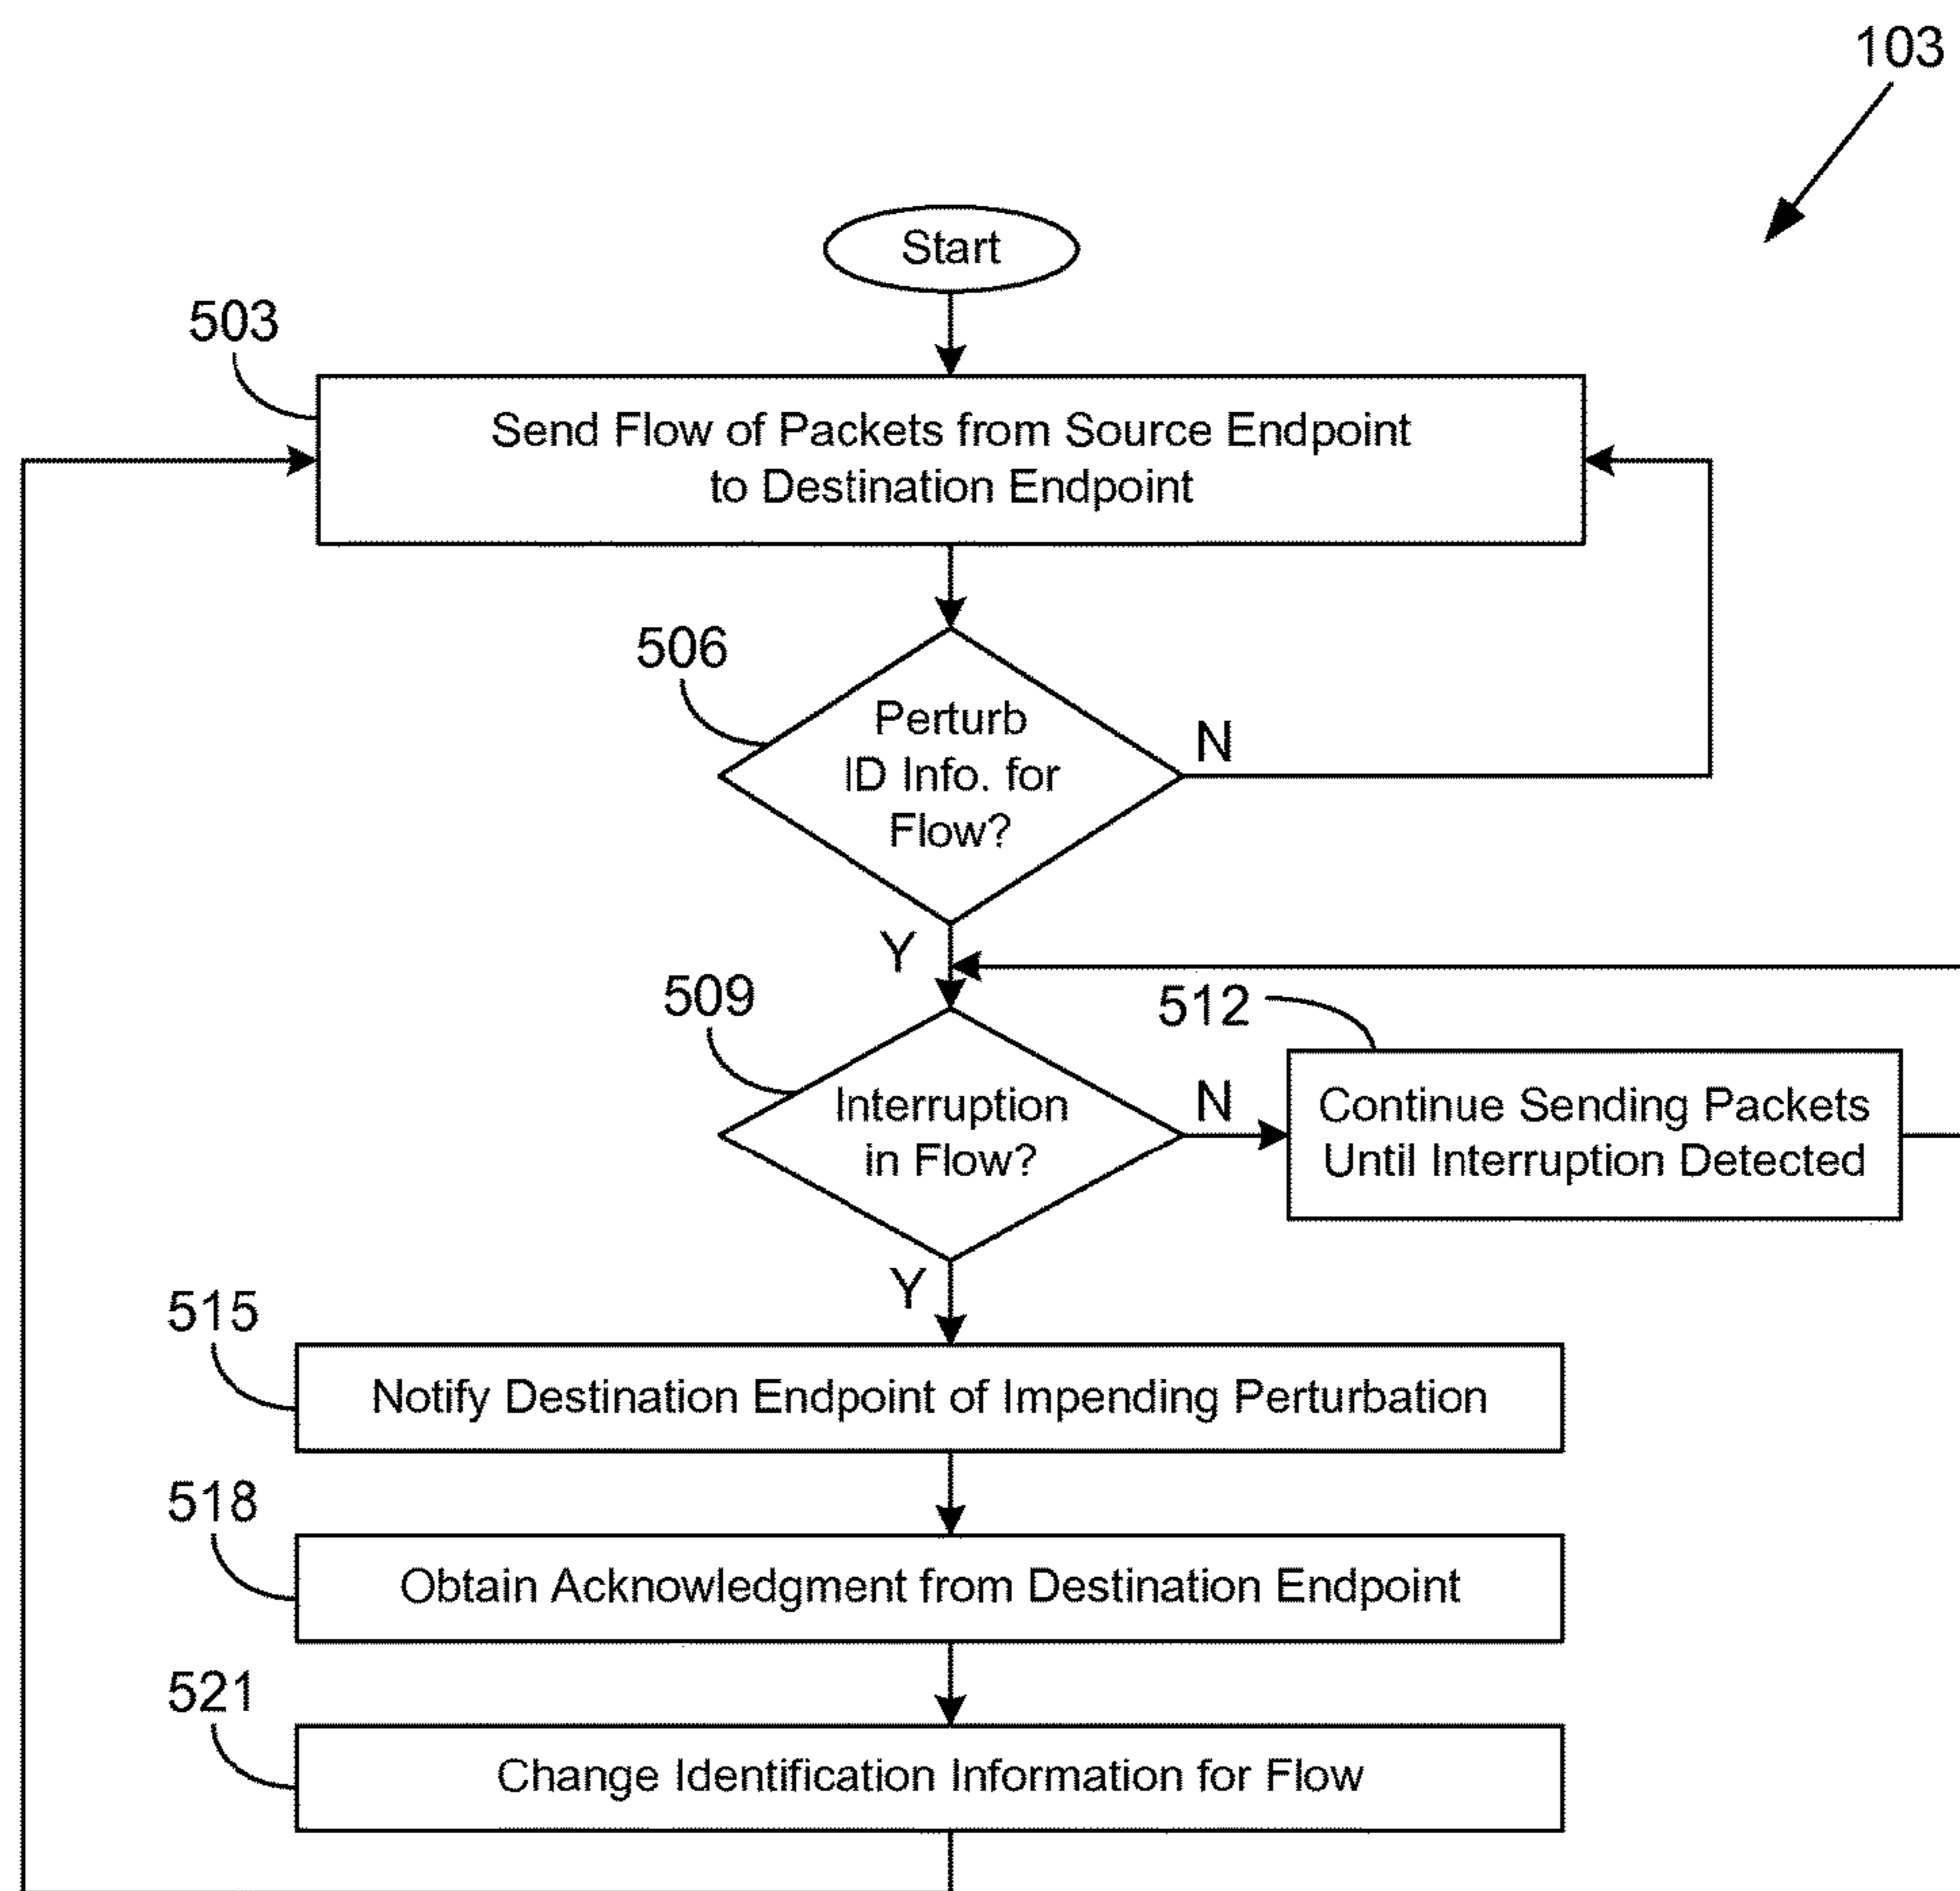 103
Start
503
Send Flow of Packets from Source Endpoint
to Destination Endpoint
506
Perturb
ID Info. for
Flow?
N
Y
509
512
Interruption
in Flow?
N
Continue Sending Packets
Until Interruption Detected
Y
515
Notify Destination Endpoint of Impending Perturbation
518
Obtain Acknowledgment from Destination Endpoint
521
Change Identification Information for Flow